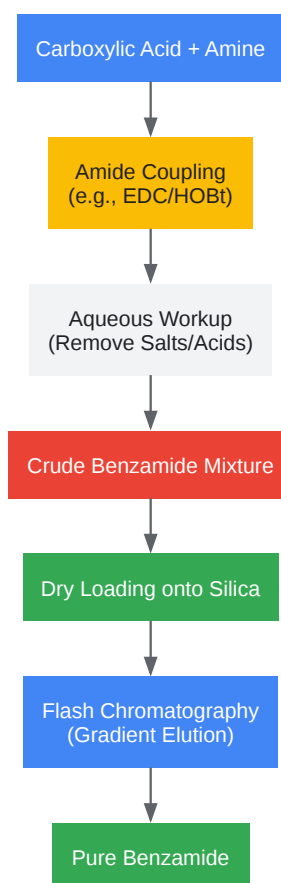 Carboxylic Acid + Amine
Amide Coupling
(e.g., EDC/HOBt)
Aqueous Workup
(Remove Salts/Acids)
Crude Benzamide Mixture
Dry Loading onto Silica
Flash Chromatography
(Gradient Elution)
Pure Benzamide